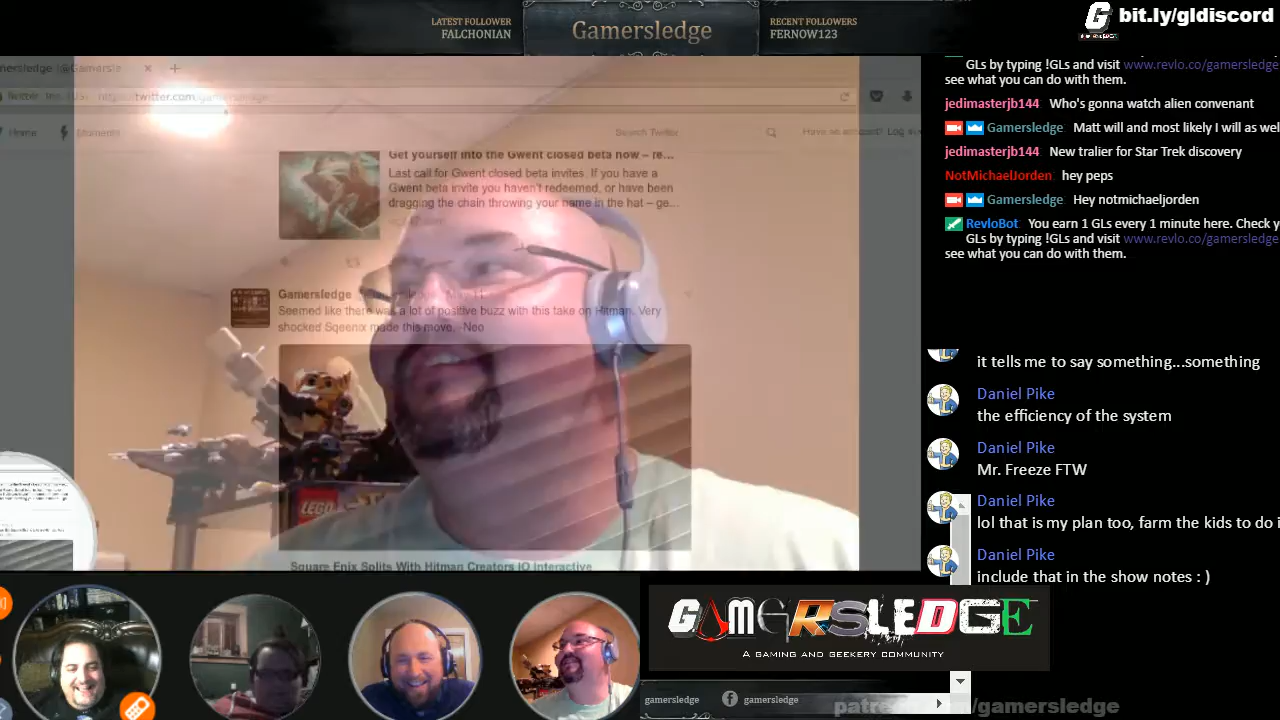 LATEST FOLLOWER
FALCHONIAN
Gamersledge
RECENT FOLLOWERS
FERNOW123
bit.ly/gldiscord
GLs by typing !GLs and visit www.revlo.co/gamersledge
see what you can do with them.
jedimasterjb144 Who's gonna watch alien convenant
Gamersledge Matt will and most likely I will as wel
jedimasterjb144 New tralier for Star Trek discovery
NotMichaelJorden hey peps
Gamersledge Hey notmichaeljorden
RevloBot You earn 1 GLs every 1 minute here. Check y
GLs by typing !GLs and visit www.revlo.co/gamersledge
see what you can do with them.
it tells me to say something...something
Daniel Pike
the efficiency of the system
Daniel Pike
Mr. Freeze FTW
Daniel Pike
lol that is my plan too, farm the kids to do i
Daniel Pike
include that in the show notes : )
Home
Moments
Search Twitter
Have an account? Log
Get yourself into the Gwent closed beta now – re...
Last call for Gwent closed beta invites. If you have a
Gwent beta invite you haven't redeemed, or have been
dragging the chain throwing your name in the hat – ge...
Gamersledge
Seemed like there was a lot of positive buzz with this take on Hitman. Very
shocked Sqeenix made this move. -Neo
LEGO
Square Enix Splits With Hitman Creators IO Interactive
GAMERSLEDGE
A GAMING AND GEEKERY COMMUNITY
gamersledge
gamersledge